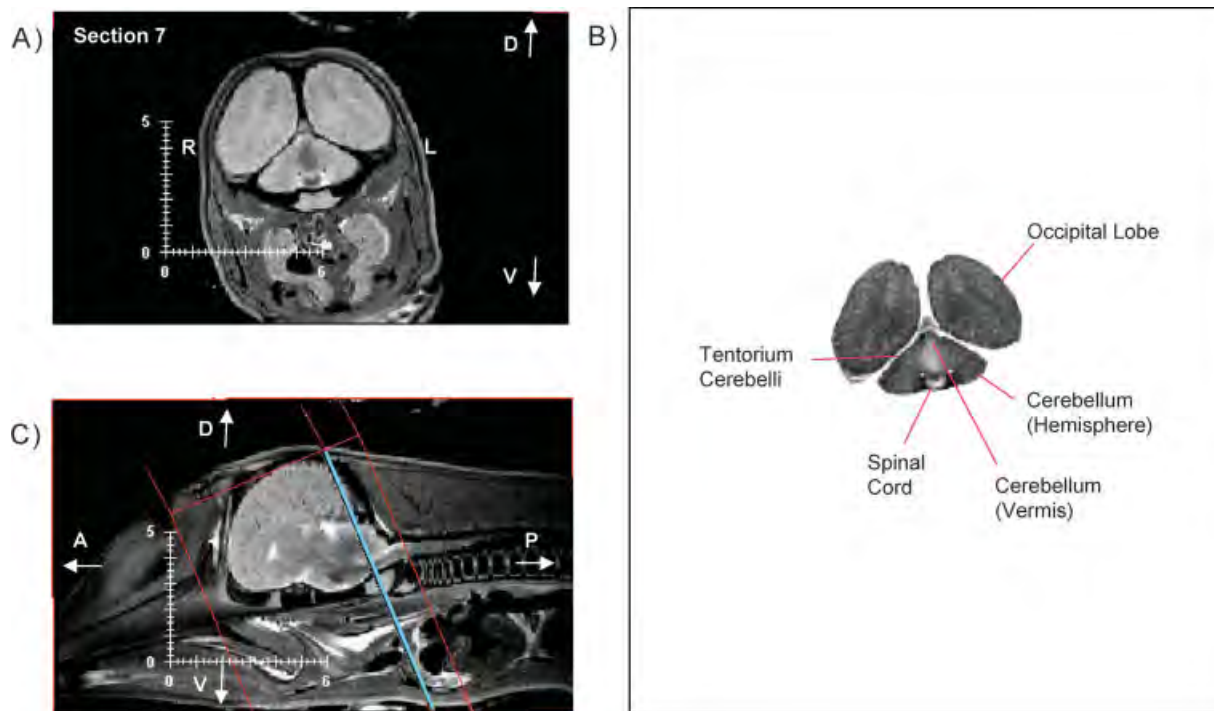 A)
Section 7
D
5
R
L
0
0
6
V
B)
Occipital Lobe
Tentorium
Cerebelli
Cerebellum
(Hemisphere)
Spinal
Cord
Cerebellum
(Vermis)
C)
D
5
A
P
0
0
6
V